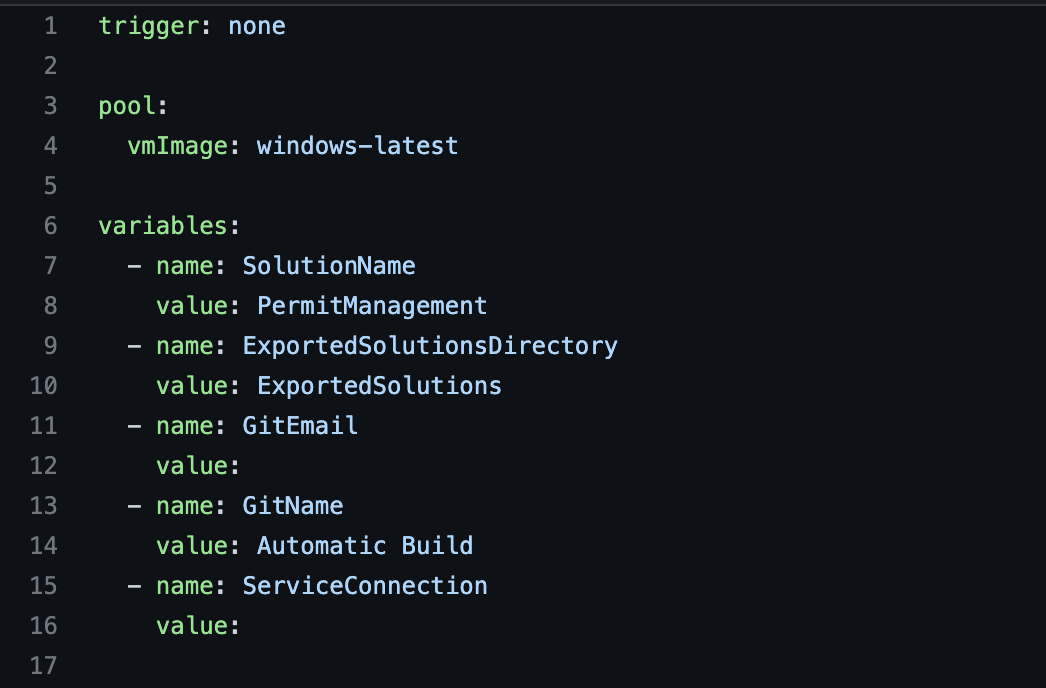 1 trigger: none
2
3 pool:
4   vmImage: windows-latest
5
6 variables:
7   - name: SolutionName
8     value: PermitManagement
9   - name: ExportedSolutionsDirectory
10     value: ExportedSolutions
11   - name: GitEmail
12     value:
13   - name: GitName
14     value: Automatic Build
15   - name: ServiceConnection
16     value:
17